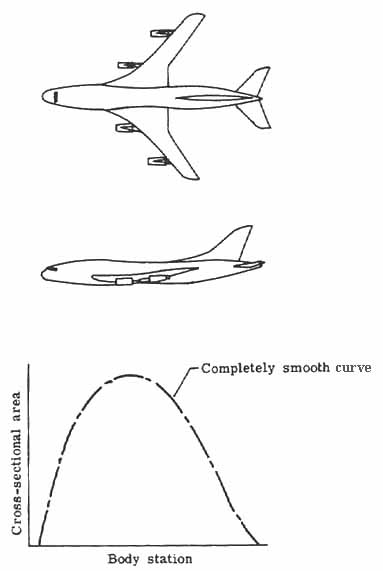 Completely smooth curve
Cross-sectional area
Body station